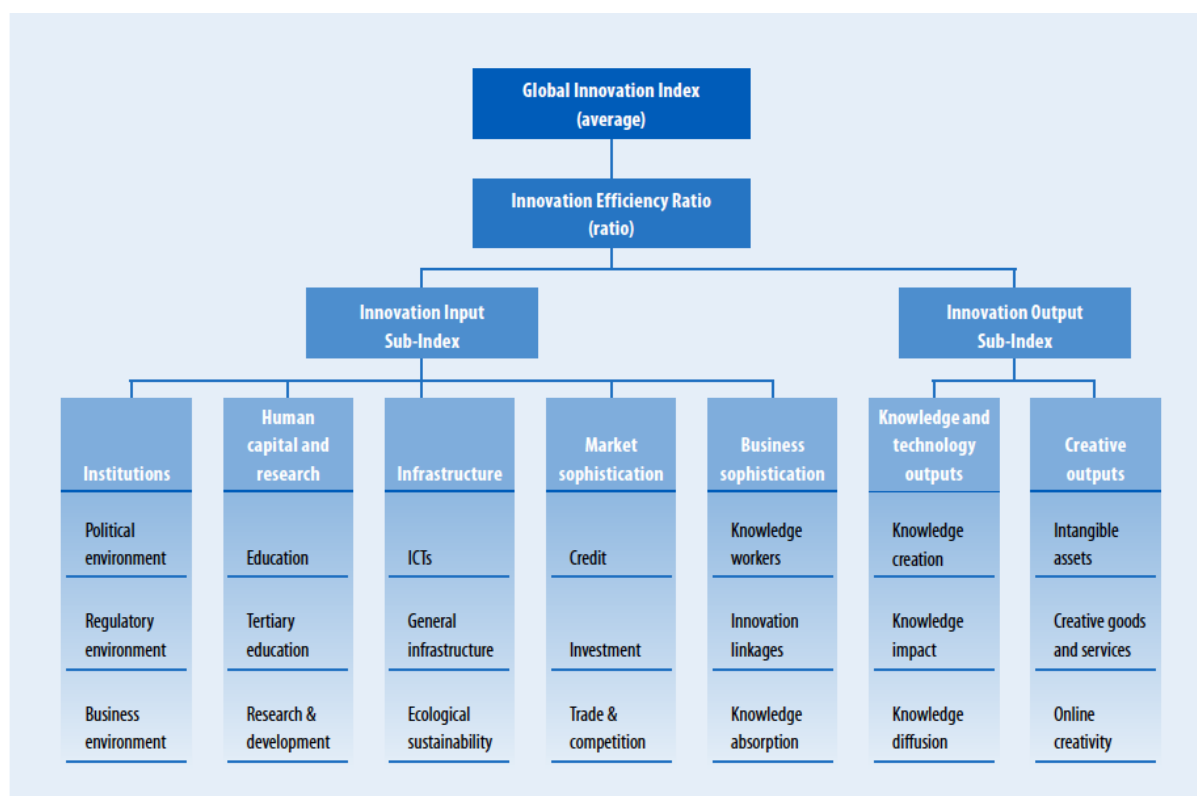 Global Innovation Index
(average)
Innovation Efficiency Ratio
(ratio)
Innovation Input
Sub-Index
Innovation Output
Sub-Index
Institutions
Human
capital and
research
Infrastructure
Market
sophistication
Business
sophistication
Knowledge and
technology
outputs
Creative
outputs
Political
environment
Education
ICTs
Credit
Knowledge
workers
Knowledge
creation
Intangible
assets
Regulatory
environment
Tertiary
education
General
infrastructure
Investment
Innovation
linkages
Knowledge
impact
Creative goods
and services
Business
environment
Research &
development
Ecological
sustainability
Trade &
competition
Knowledge
absorption
Knowledge
diffusion
Online
creativity